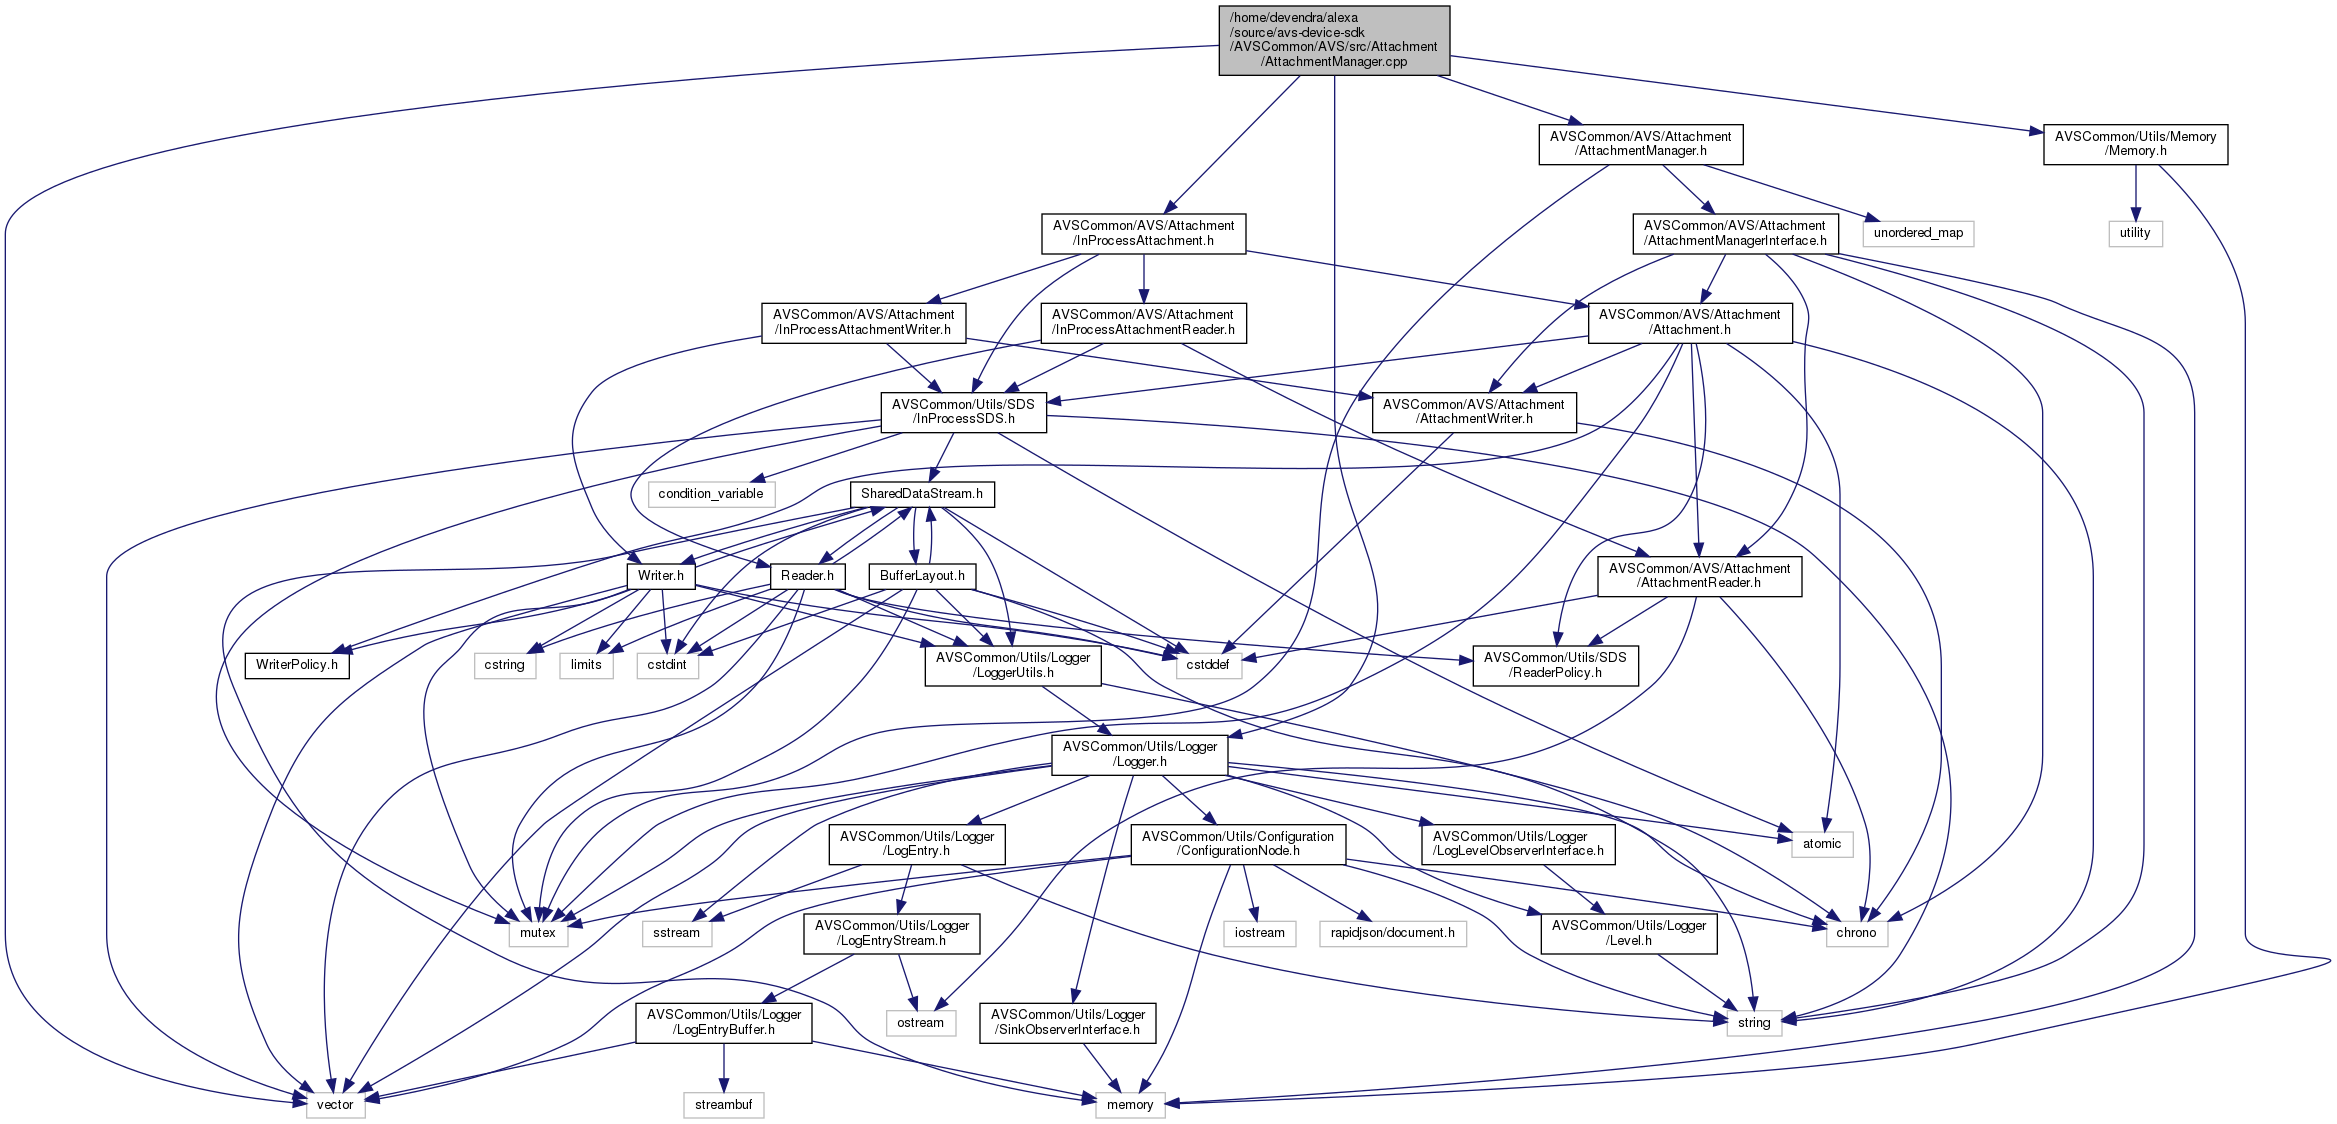 /home/devendra/alexa
/source/avs-device-sdk
/AVSCommon/AVS/src/Attachment
/AttachmentManager.cpp
AVSCommon/AVS/Attachment
/AttachmentManager.h
AVSCommon/Utils/Memory
/Memory.h
AVSCommon/AVS/Attachment
/InProcessAttachment.h
AVSCommon/AVS/Attachment
/AttachmentManagerInterface.h
unordered_map
utility
AVSCommon/AVS/Attachment
/InProcessAttachmentWriter.h
AVSCommon/AVS/Attachment
/InProcessAttachmentReader.h
AVSCommon/AVS/Attachment
/Attachment.h
AVSCommon/Utils/SDS
/InProcessSDS.h
AVSCommon/AVS/Attachment
/AttachmentWriter.h
condition_variable
SharedDataStream.h
Writer.h
Reader.h
BufferLayout.h
AVSCommon/AVS/Attachment
/AttachmentReader.h
WriterPolicy.h
cstring
limits
cstdint
AVSCommon/Utils/Logger
/LoggerUtils.h
cstddef
AVSCommon/Utils/SDS
/ReaderPolicy.h
AVSCommon/Utils/Logger
/Logger.h
AVSCommon/Utils/Logger
/LogEntry.h
AVSCommon/Utils/Configuration
/ConfigurationNode.h
AVSCommon/Utils/Logger
/LogLevelObserverInterface.h
atomic
mutex
sstream
AVSCommon/Utils/Logger
/LogEntryStream.h
iostream
rapidjson/document.h
AVSCommon/Utils/Logger
/Level.h
chrono
AVSCommon/Utils/Logger
/LogEntryBuffer.h
ostream
AVSCommon/Utils/Logger
/SinkObserverInterface.h
string
vector
streambuf
memory